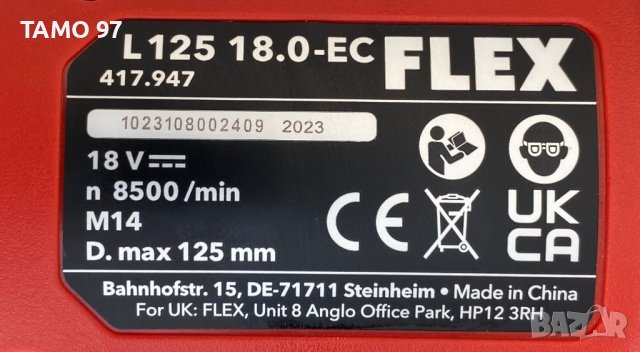 TAMO 97
L 125 18.0-EC FLEX
417.947
1023108002409 2023
18 V
n 8500 /min
M14
D. max 125 mm
CE
UK
CA
Bahnhofstr. 15, DE-71711 Steinheim • Made in China
For UK: FLEX, Unit 8 Anglo Office Park, HP12 3RH
bazar.bg